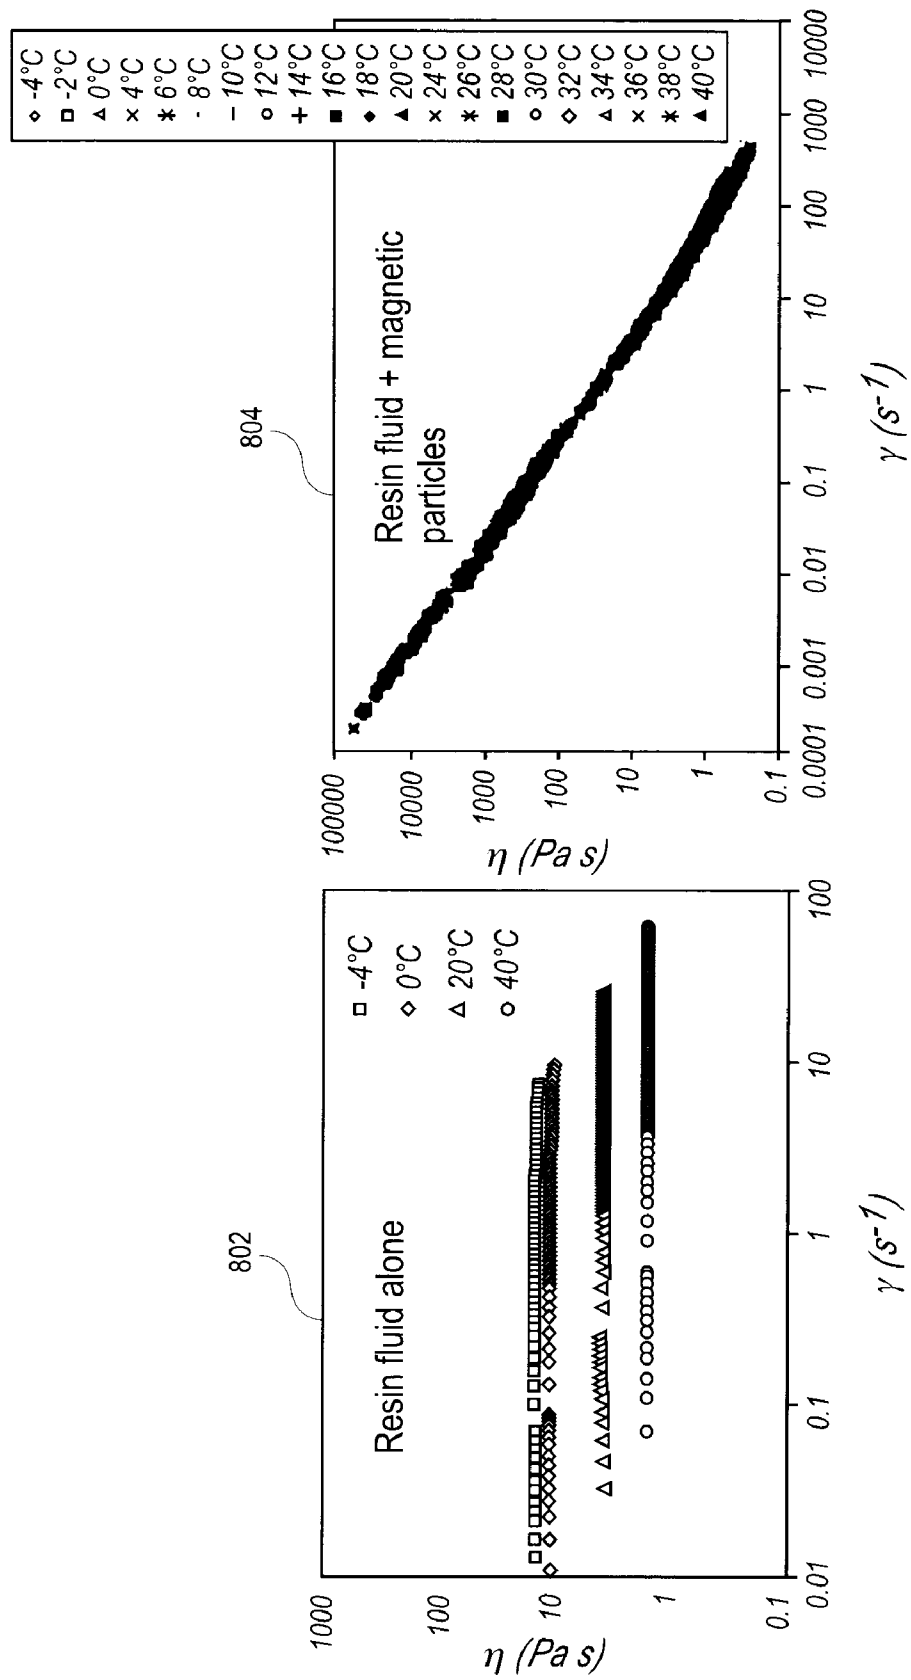 802
Resin fluid alone
□ -4°C
◇ 0°C
△ 20°C
○ 40°C
1000
100
10
1
0.1
η (Pa s)
0.01
0.1
1
10
100
γ (s⁻¹)
804
Resin fluid + magnetic
particles
100000
10000
1000
100
10
1
0.1
η (Pa s)
0.0001
0.001
0.01
0.1
1
10
100
1000
10000
γ (s⁻¹)
◇ -4°C
□ -2°C
△ 0°C
× 4°C
∗ 6°C
- 8°C
– 10°C
○ 12°C
+ 14°C
■ 16°C
◆ 18°C
▲ 20°C
× 24°C
∗ 26°C
■ 28°C
○ 30°C
◇ 32°C
△ 34°C
× 36°C
∗ 38°C
▲ 40°C